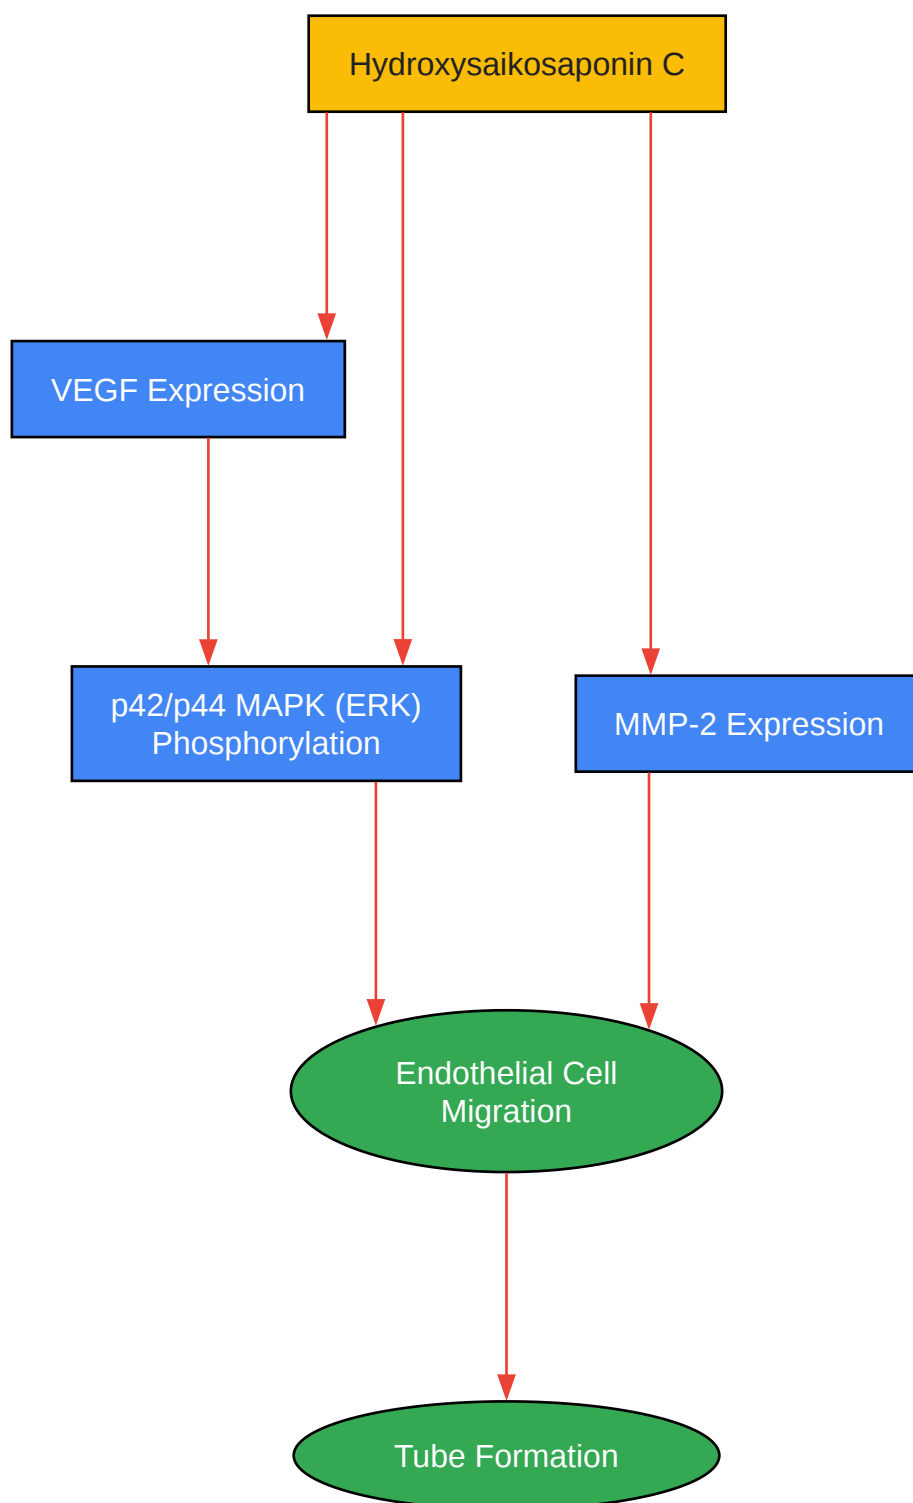 Hydroxysaikosaponin C
VEGF Expression
p42/p44 MAPK (ERK)
Phosphorylation
MMP-2 Expression
Endothelial Cell
Migration
Tube Formation